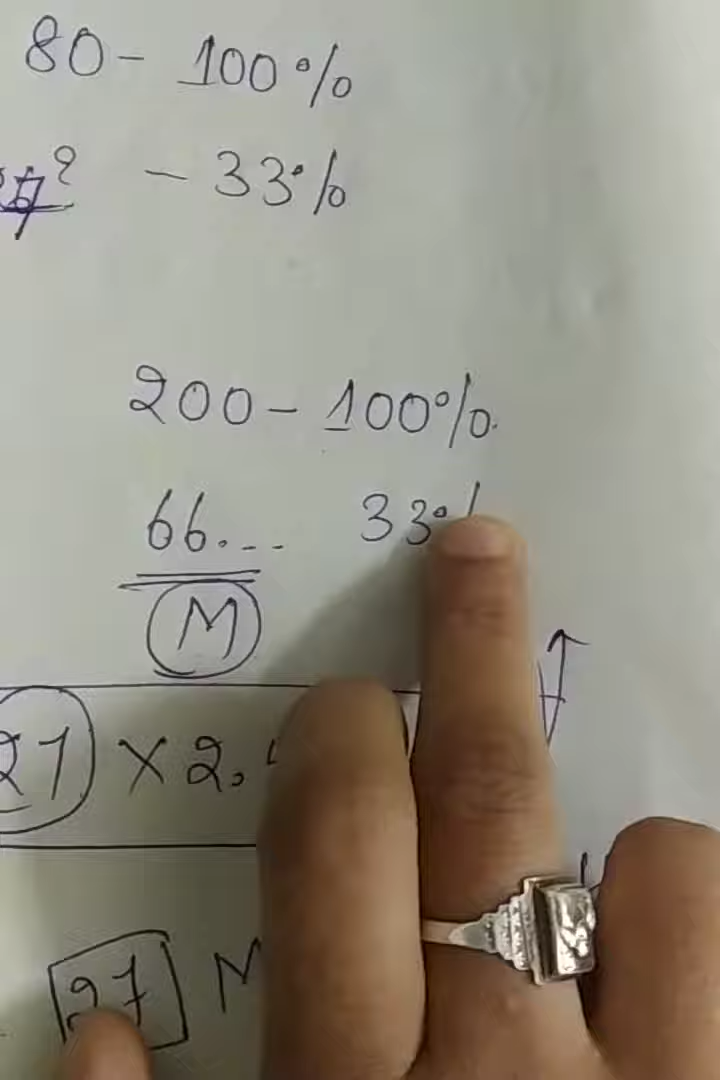 80 - 100%
? - 33%
200 - 100%
66... 33%
M
27 × 2.
27 M